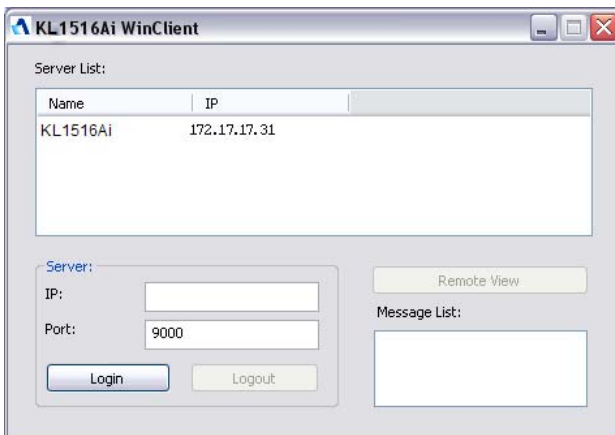 KL1516Ai WinClient
Server List:
Name IP
KL1516Ai 172.17.17.31
Server:
IP:
Port: 9000
Login Logout
Remote View
Message List: